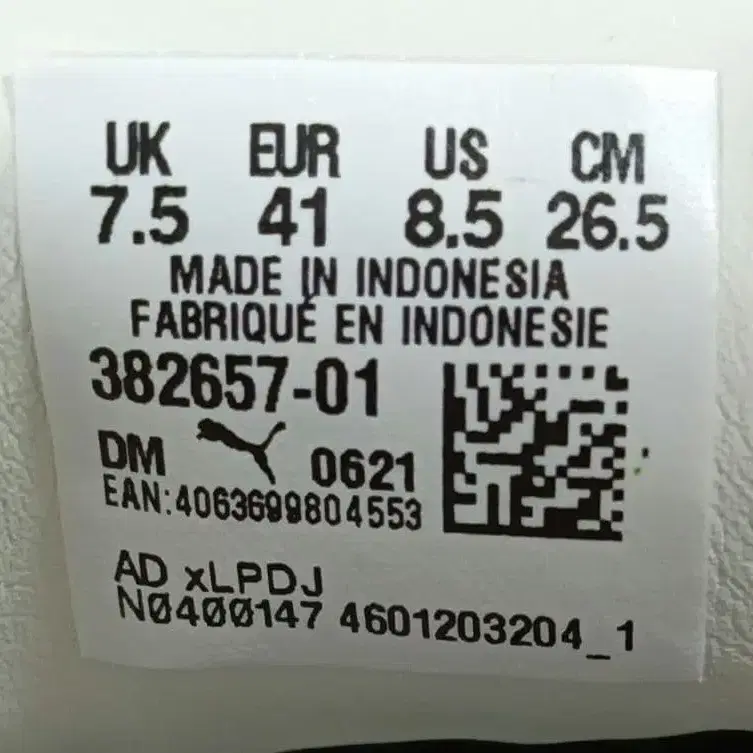 UK EUR US CM
7.5 41 8.5 26.5
MADE IN INDONESIA
FABRIQUÉ EN INDONESIE
382657-01
DM 0621
EAN:4063699804553
AD xLPDJ
N0400147 4601203204_1